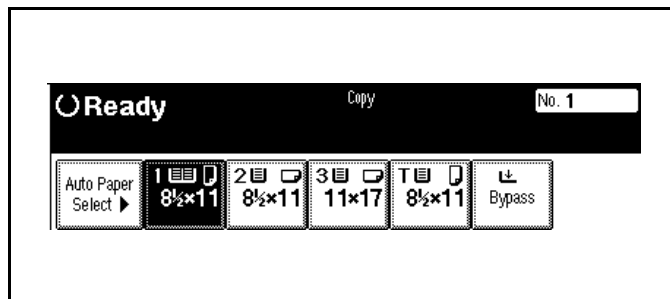 Ready Copy No. 1
Auto Paper Select ▶
1 8½×11
2 8½×11
3 11×17
T 8½×11
Bypass